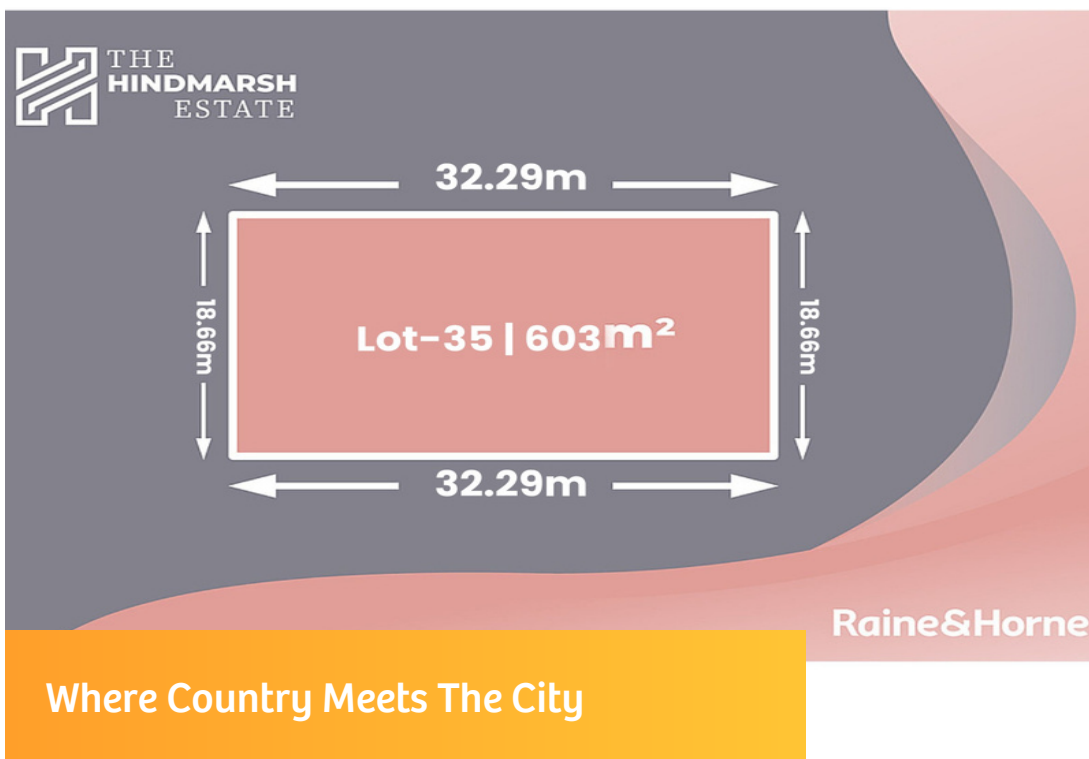 THE
HINDMARSH
ESTATE
32.29m
18.66m
18.66m
Lot-35 | 603m²
32.29m
Raine&Horne
Where Country Meets The City